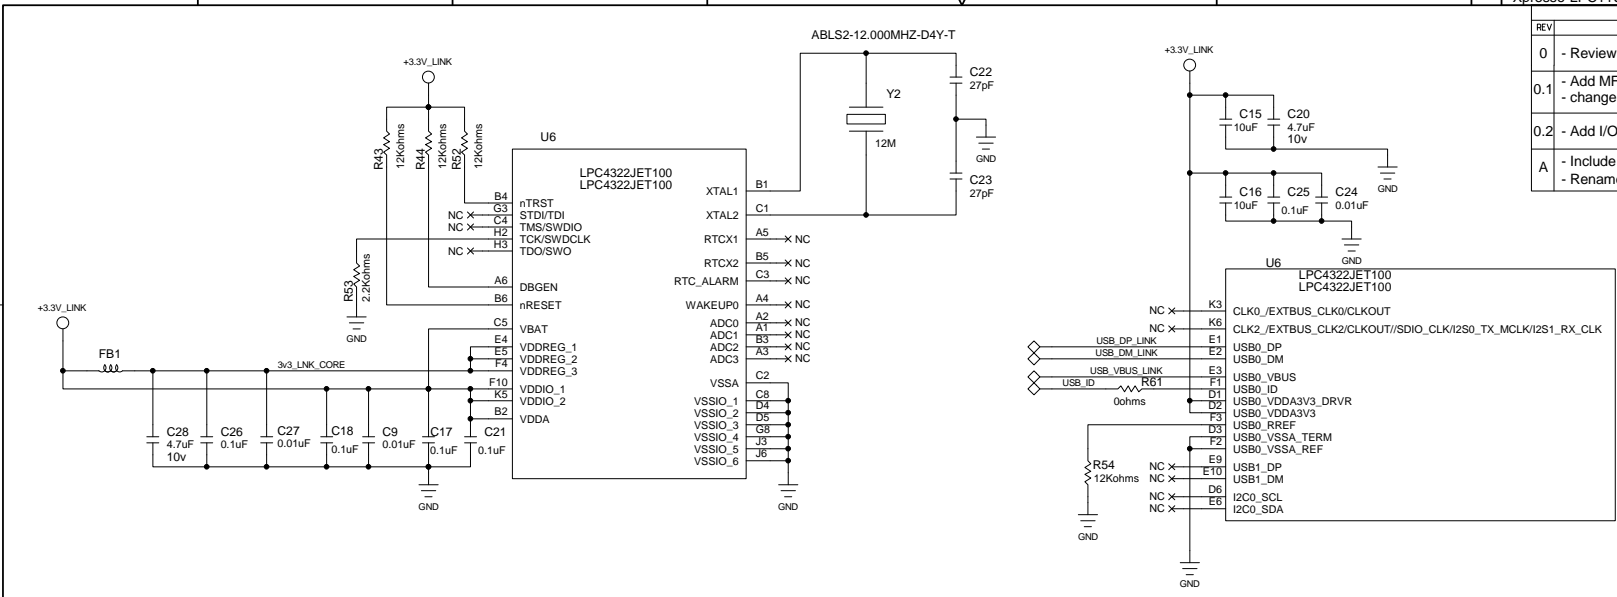 ABLS2-12.000MHZ-D4Y-T
+3.3V_LINK
R43
12Kohms
R44
12Kohms
R52
12Kohms
U6
LPC4322JET100
LPC4322JET100
B4 nTRST
NC G3 STDI/TDI
NC C4 TMS/SWDIO
H2 TCK/SWDCLK
NC H3 TDO/SWO
R53
2.2Kohms
GND
A6 DBGEN
B6 nRESET
C5 VBAT
E4 VDDREG_1
E5 VDDREG_2
F4 VDDREG_3
F10 VDDIO_1
K5 VDDIO_2
B2 VDDA
XTAL1 B1
XTAL2 C1
RTCX1 A5 NC
RTCX2 B5 NC
RTC_ALARM C3 NC
WAKEUP0 A4 NC
ADC0 A2 NC
ADC1 A1 NC
ADC2 B3 NC
ADC3 A3 NC
VSSA C2
VSSIO_1 C8
VSSIO_2 D4
VSSIO_3 D5
VSSIO_4 G8
VSSIO_5 J3
VSSIO_6 J6
GND
+3.3V_LINK
FB1
3v3_LNK_CORE
C28
4.7uF
10v
C26
0.1uF
C27
0.01uF
C18
0.1uF
C9
0.01uF
C17
0.1uF
C21
0.1uF
GND
Y2
12M
C22
27pF
GND
C23
27pF
+3.3V_LINK
C15
10uF
C20
4.7uF
10v
GND
C16
10uF
C25
0.1uF
C24
0.01uF
GND
U6
LPC4322JET100
LPC4322JET100
NC K3 CLK0_/EXTBUS_CLK0/CLKOUT
NC K6 CLK2_/EXTBUS_CLK2/CLKOUT//SDIO_CLK/I2S0_TX_MCLK/I2S1_RX_CLK
USB_DP_LINK E1 USB0_DP
USB_DM_LINK E2 USB0_DM
USB_VBUS_LINK E3 USB0_VBUS
USB_ID R61 F1 USB0_ID
0ohms
D1 USB0_VDDA3V3_DRVR
D2 USB0_VDDA3V3
F3 USB0_RREF
D3 USB0_VSSA_TERM
F2 USB0_VSSA_REF
NC E9 USB1_DP
NC E10 USB1_DM
NC D6 I2C0_SCL
NC E6 I2C0_SDA
R54
12Kohms
GND
GND
REV
0 - Review
0.1 - Add MF
- change
0.2 - Add I/O
A - Include
- Rename